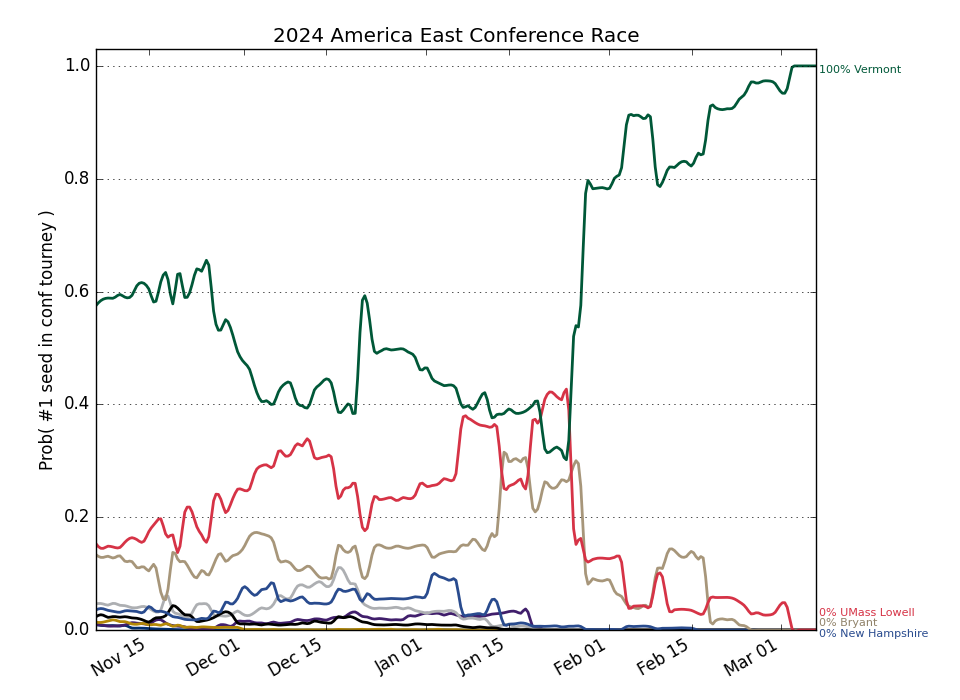 2024 America East Conference Race
Prob( #1 seed in conf tourney )
1.0
0.8
0.6
0.4
0.2
0.0
Nov 15
Dec 01
Dec 15
Jan 01
Jan 15
Feb 01
Feb 15
Mar 01
100% Vermont
0% UMass Lowell
0% Bryant
0% New Hampshire